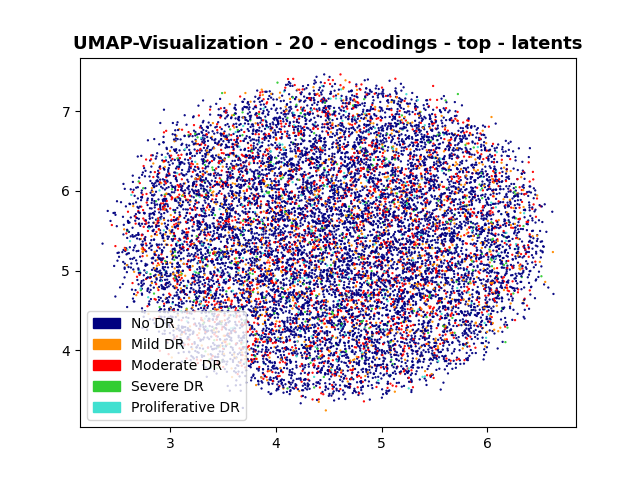 UMAP-Visualization - 20 - encodings - top - latents
7
6
5
4
No DR
Mild DR
Moderate DR
Severe DR
Proliferative DR
3 4 5 6